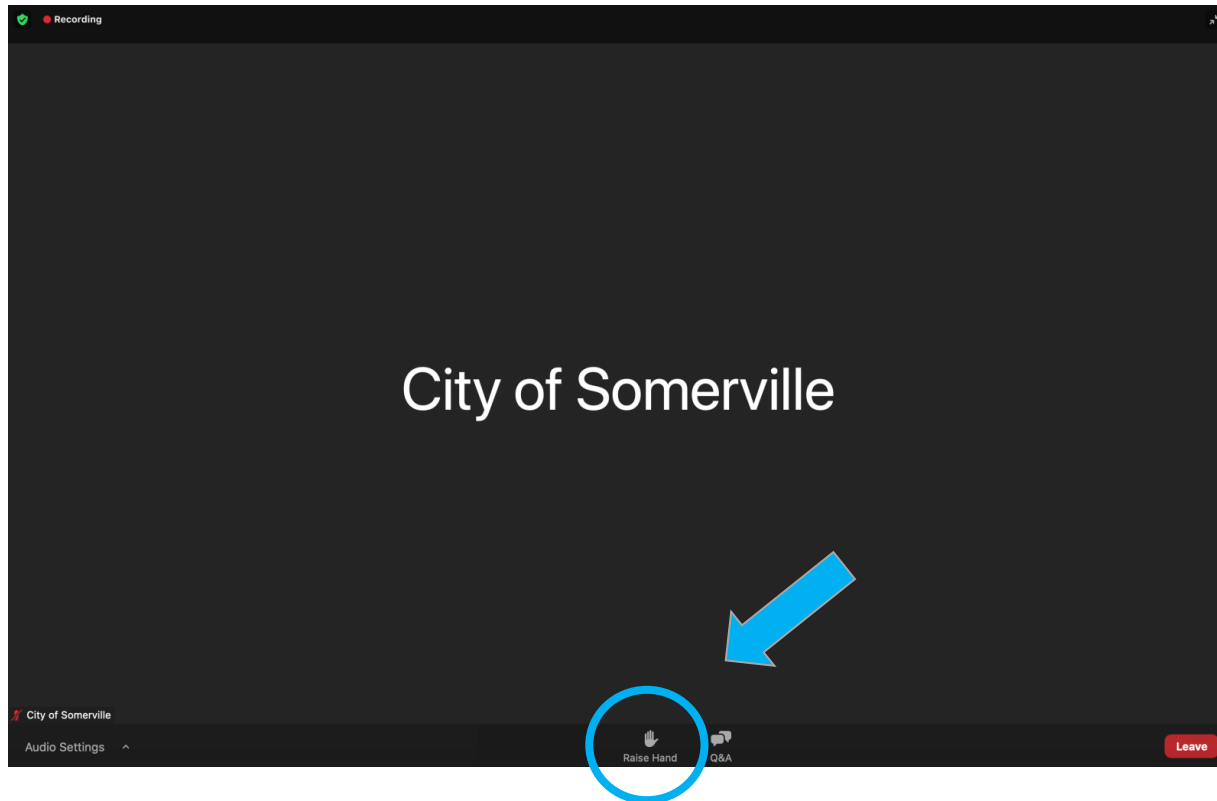 Recording
City of Somerville
City of Somerville
Audio Settings
Raise Hand
Q&A
Leave